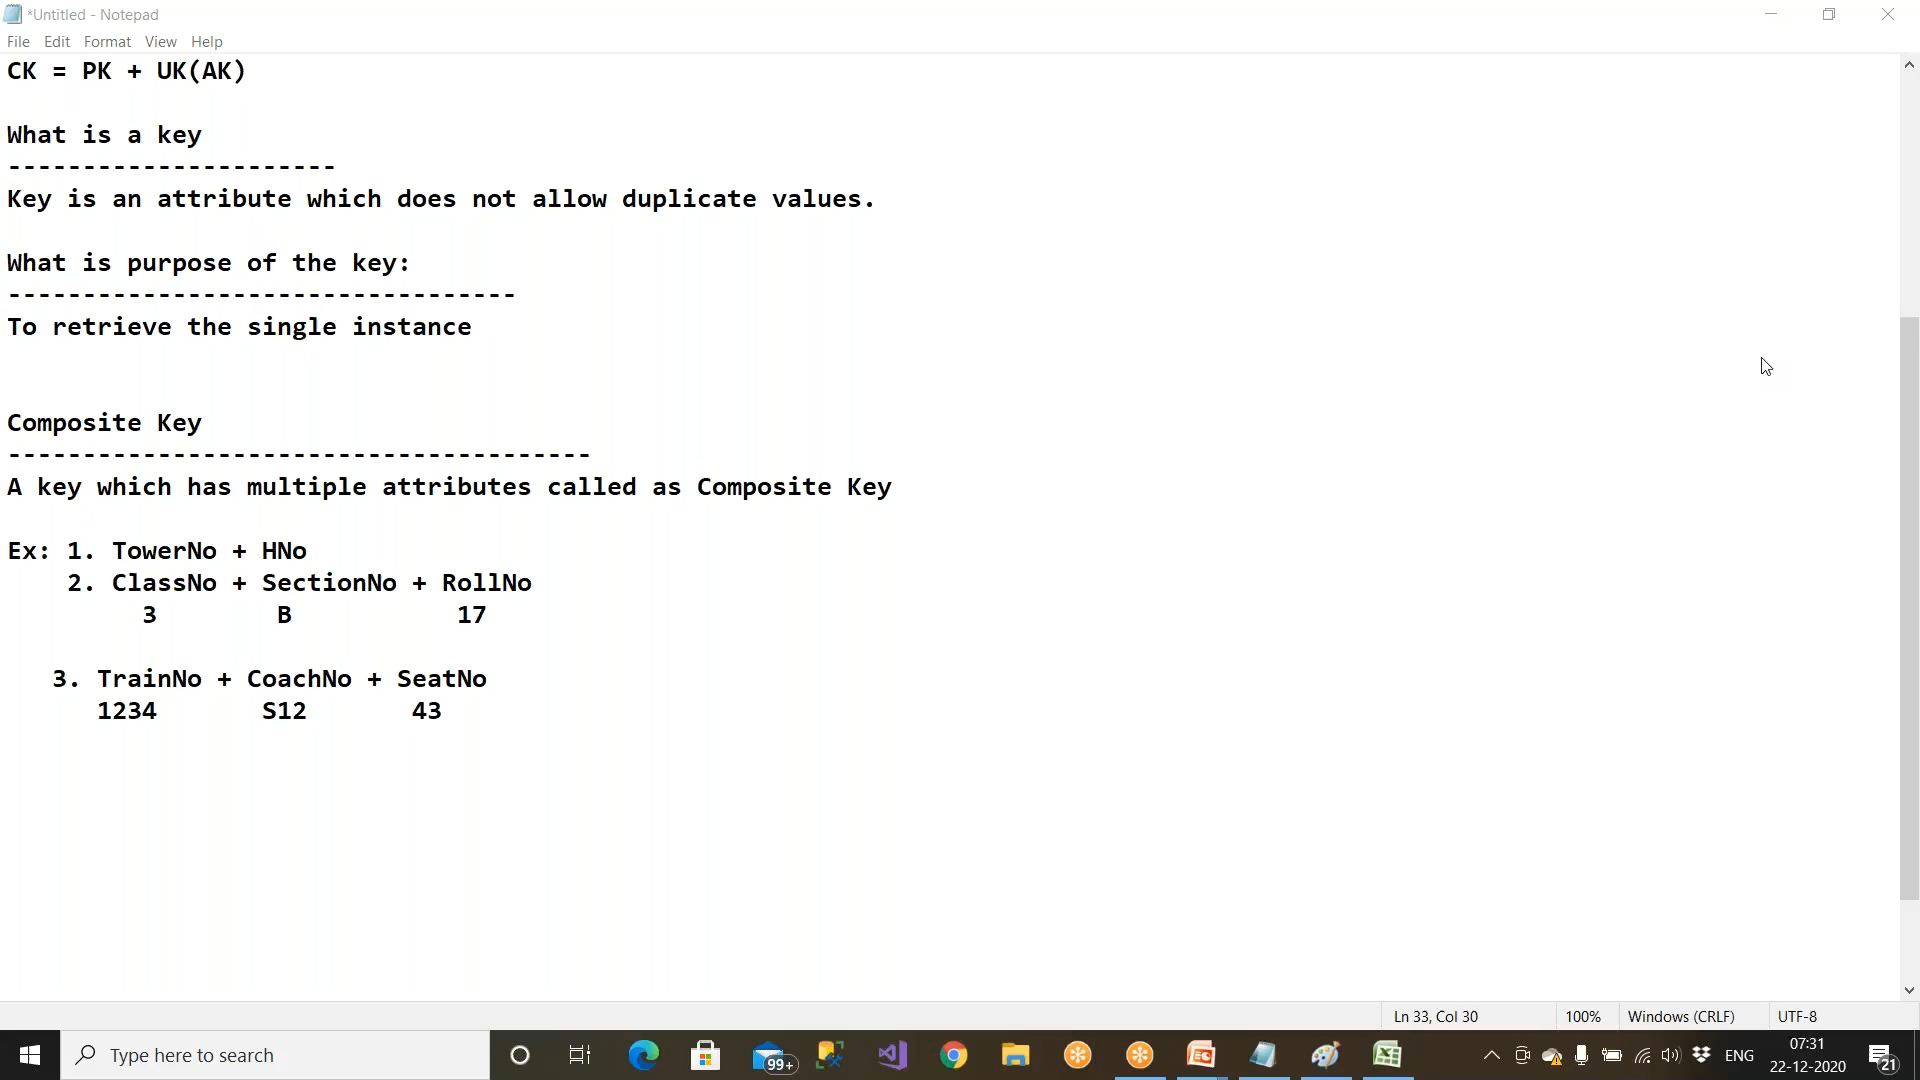 *Untitled - Notepad
File Edit Format View Help
CK = PK + UK(AK)
What is a key
----------------------
Key is an attribute which does not allow duplicate values.
What is purpose of the key:
----------------------------------
To retrieve the single instance
Composite Key
---------------------------------------
A key which has multiple attributes called as Composite Key
Ex: 1. TowerNo + HNo
2. ClassNo + SectionNo + RollNo
3 B 17
3. TrainNo + CoachNo + SeatNo
1234 S12 43
Ln 33, Col 30 100% Windows (CRLF) UTF-8
Type here to search
99+
ENG
07:31
22-12-2020
21